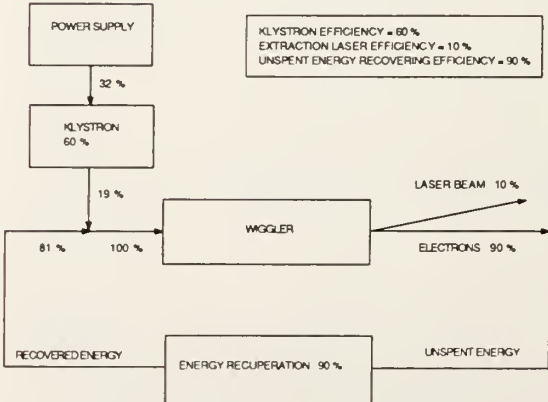 POWER SUPPLY
KLYSTRON EFFICIENCY = 60 %
EXTRACTION LASER EFFICIENCY = 10 %
UNSPENT ENERGY RECOVERING EFFICIENCY = 90 %
32 %
KLYSTRON
60 %
19 %
LASER BEAM 10 %
WIGGLER
81 %
100 %
ELECTRONS 90 %
RECOVERED ENERGY
ENERGY RECUPERATION 90 %
UNSPENT ENERGY